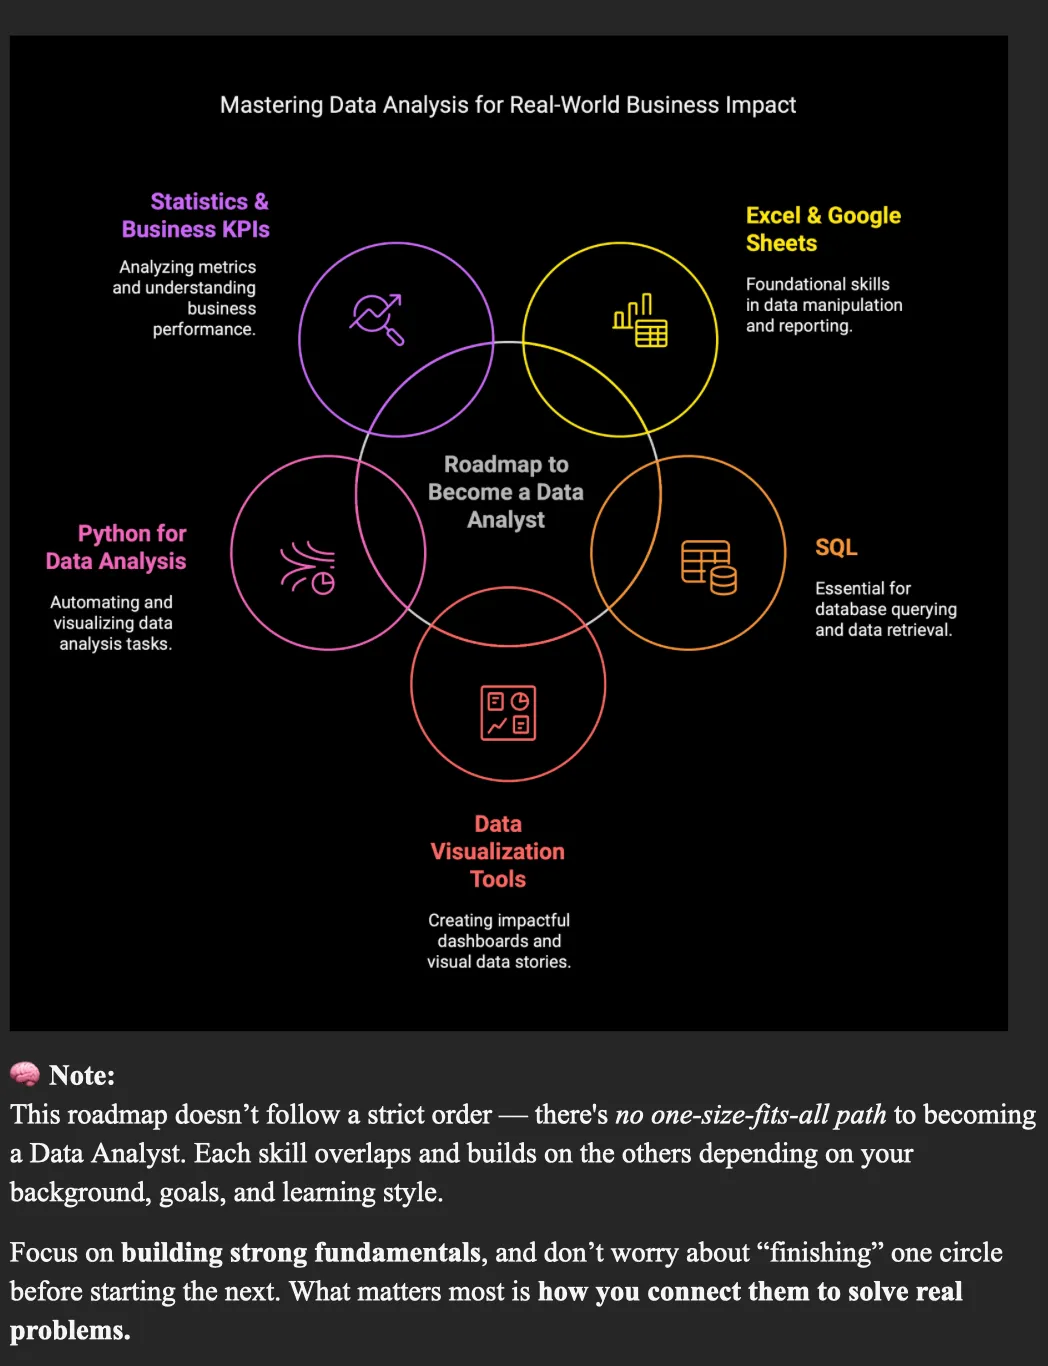 Mastering Data Analysis for Real-World Business Impact
Statistics &
Business KPIs
Analyzing metrics
and understanding
business
performance.
Excel & Google
Sheets
Foundational skills
in data manipulation
and reporting.
Roadmap to
Become a Data
Analyst
Python for
Data Analysis
Automating and
visualizing data
analysis tasks.
SQL
Essential for
database querying
and data retrieval.
Data
Visualization
Tools
Creating impactful
dashboards and
visual data stories.
🧠 Note:
This roadmap doesn’t follow a strict order — there's no one-size-fits-all path to becoming
a Data Analyst. Each skill overlaps and builds on the others depending on your
background, goals, and learning style.
Focus on building strong fundamentals, and don’t worry about “finishing” one circle
before starting the next. What matters most is how you connect them to solve real
problems.